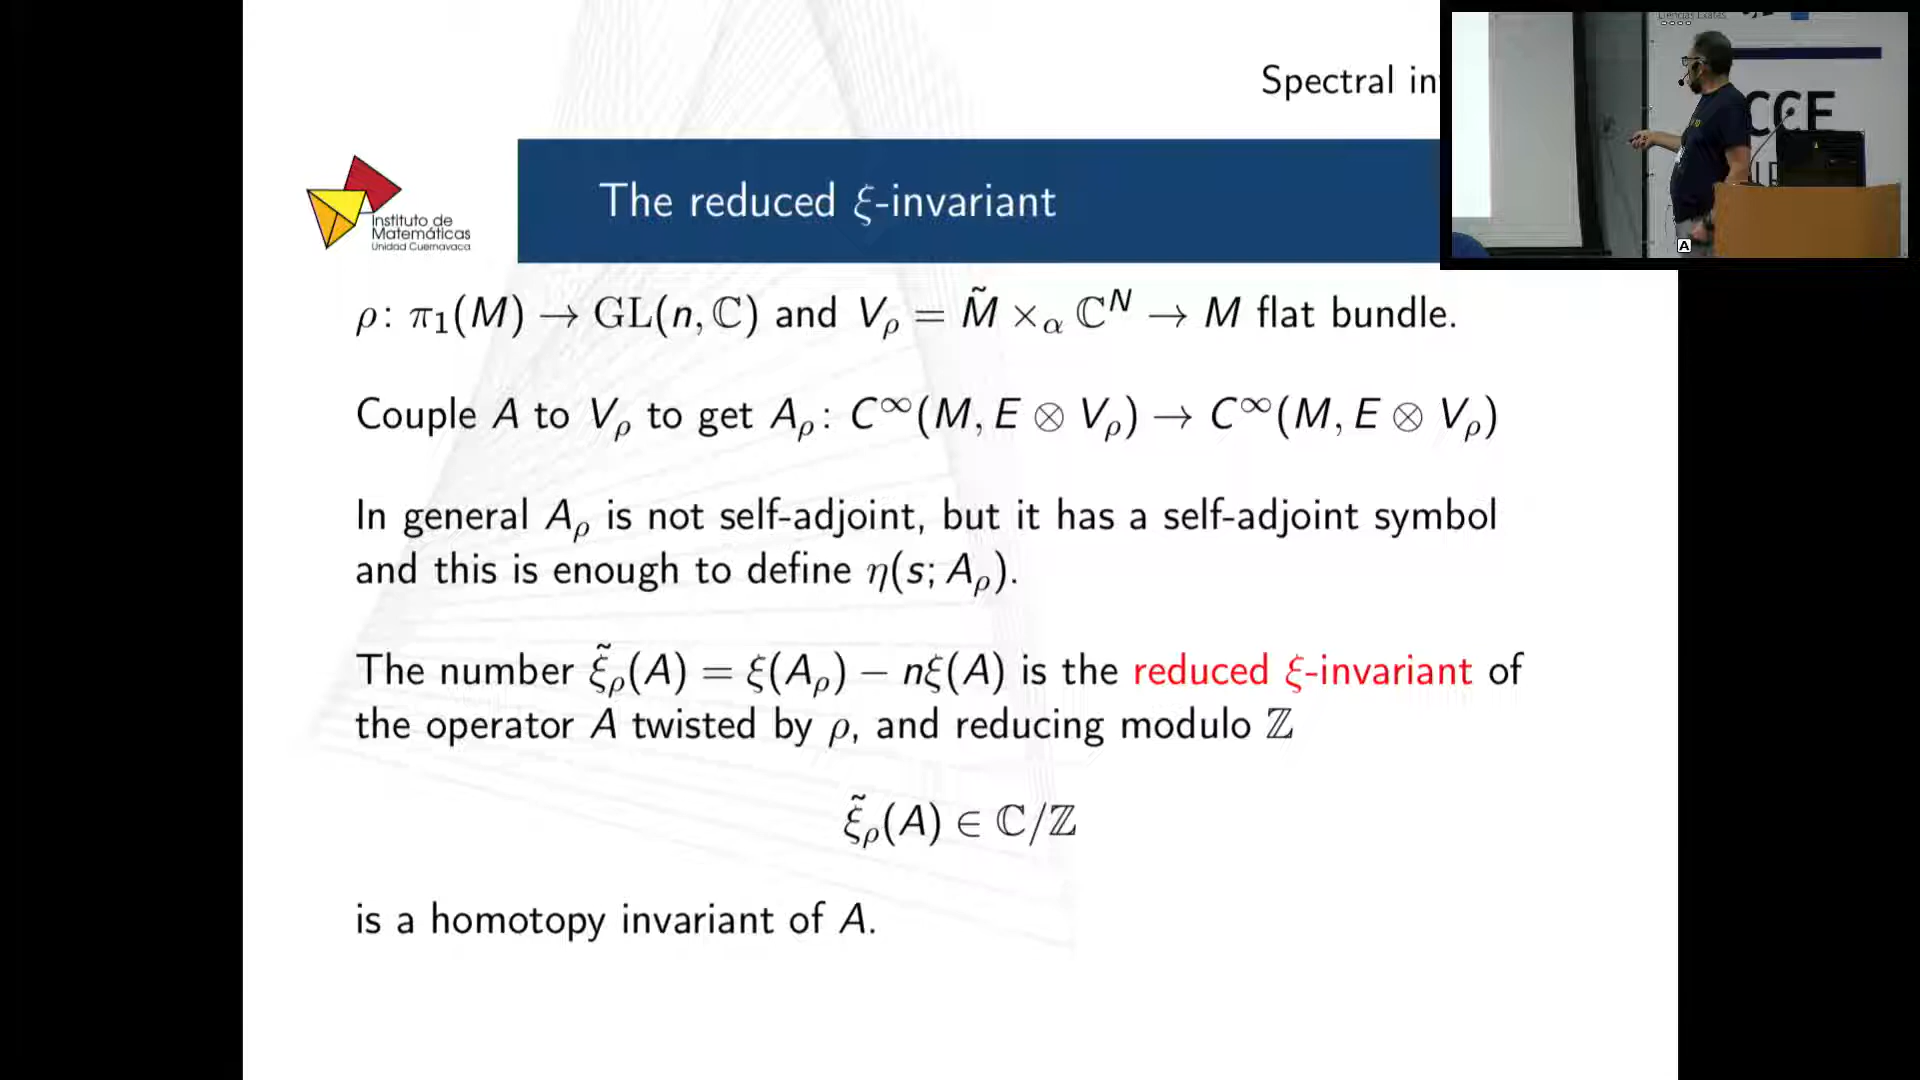 Spectral in
The reduced ξ-invariant
Instituto de
Matemáticas
Unidad Cuernavaca
ρ: π₁(M) → GL(n, ℂ) and V_ρ = M̃ ×_α ℂ^N → M flat bundle.
Couple A to V_ρ to get A_ρ: C^∞(M, E ⊗ V_ρ) → C^∞(M, E ⊗ V_ρ)
In general A_ρ is not self-adjoint, but it has a self-adjoint symbol
and this is enough to define η(s; A_ρ).
The number ξ̃_ρ(A) = ξ(A_ρ) − nξ(A) is the reduced ξ-invariant of
the operator A twisted by ρ, and reducing modulo ℤ
ξ̃_ρ(A) ∈ ℂ/ℤ
is a homotopy invariant of A.
Ciencias Exatas
CCE
A